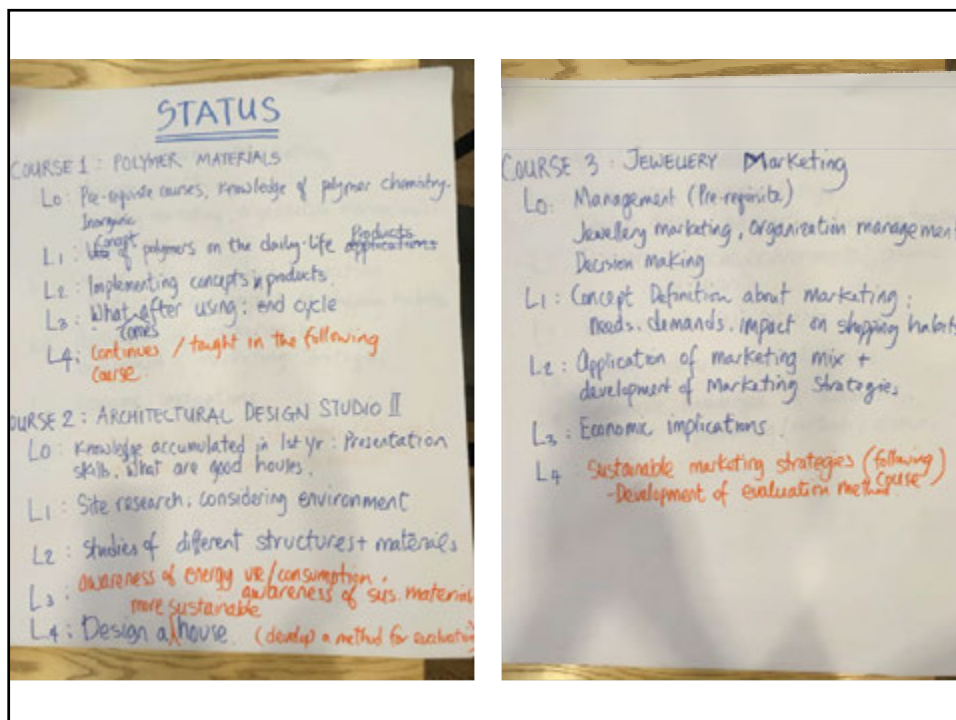 STATUS
COURSE 1 : POLYMER MATERIALS
L0 : Pre-requisite courses, knowledge of polymer chemistry.
Inorganic
Concept Products
L1 : Use of polymers on the daily-life applications
L2 : Implementing concepts in products.
L3 : What after using : end cycle
comes
L4 : continues / taught in the following
course.
OURSE 2 : ARCHITECTURAL DESIGN STUDIO II
L0 : Knowledge accumulated in 1st yr : Presentation
skills, what are good houses.
L1 : Site research, considering environment
L2 : Studies of different structures + materials
L3 : awareness of energy use/consumption,
awareness of sus. material
more sustainable
L4 : Design a house. (develop a method for evaluation)
COURSE 3 : JEWELLERY Marketing
L0 : Management (Pre-requisite)
Jewellery marketing, organization management
Decision making
L1 : Concept Definition about marketing :
needs, demands, impact on shopping habits
L2 : Application of marketing mix +
development of Marketing Strategies.
L3 : Economic implications.
L4 Sustainable marketing strategies (following)
course
-Development of evaluation method